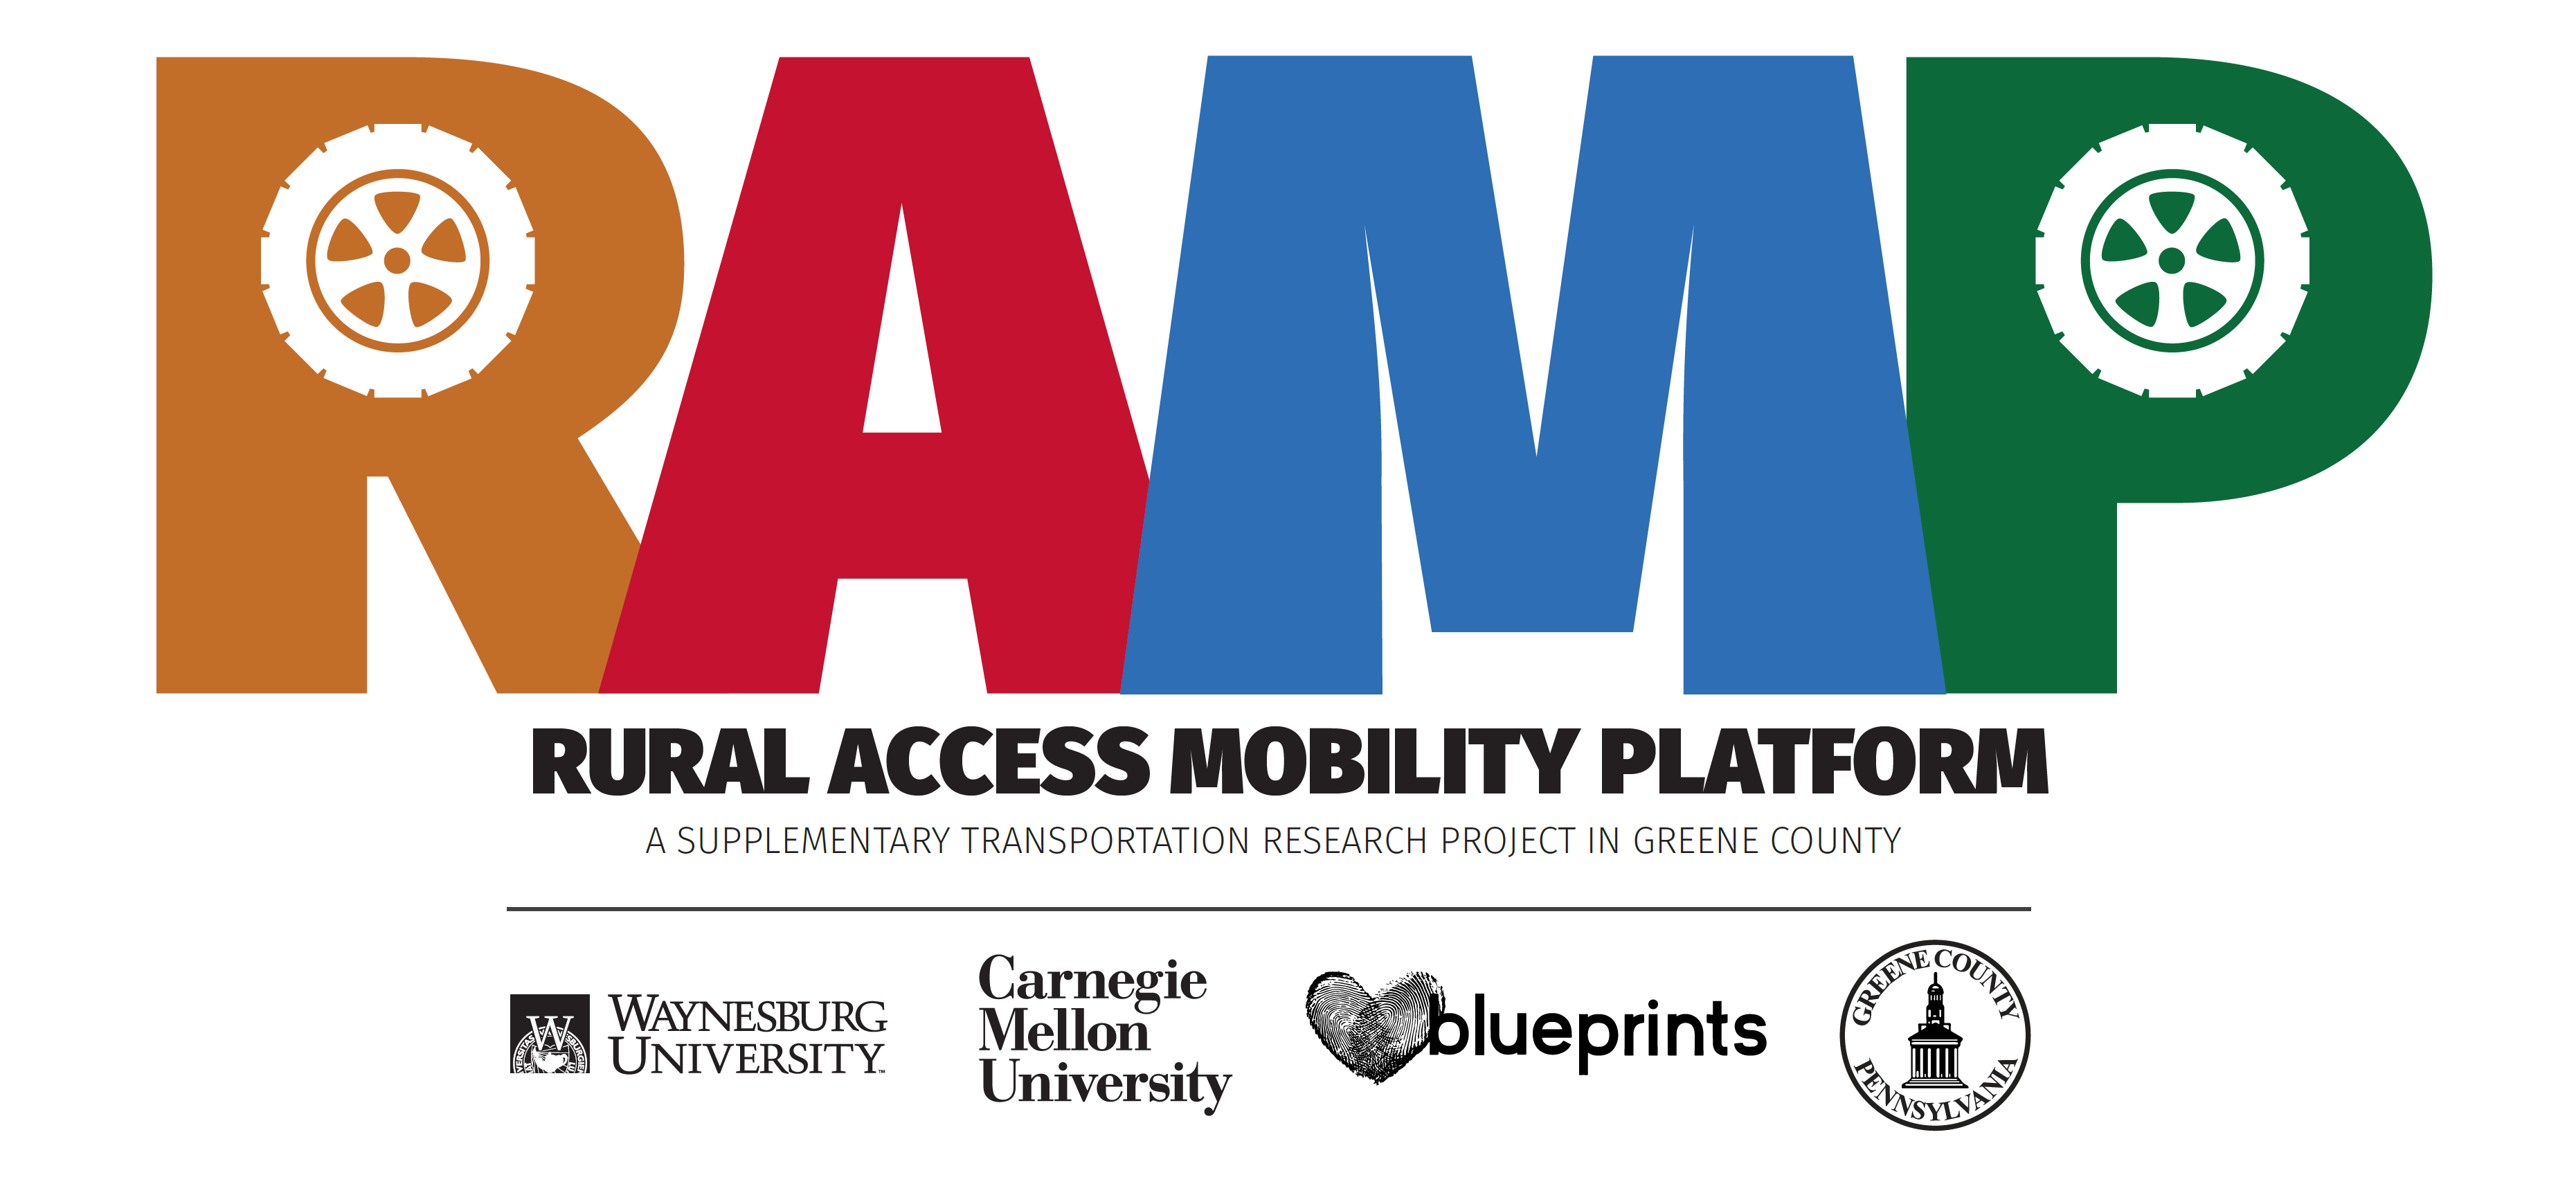 RAMP
RURAL ACCESS MOBILITY PLATFORM
A SUPPLEMENTARY TRANSPORTATION RESEARCH PROJECT IN GREENE COUNTY
W
WAYNESBURG
UNIVERSITY™
Carnegie
Mellon
University
blueprints
GREENE COUNTY
PENNSYLVANIA